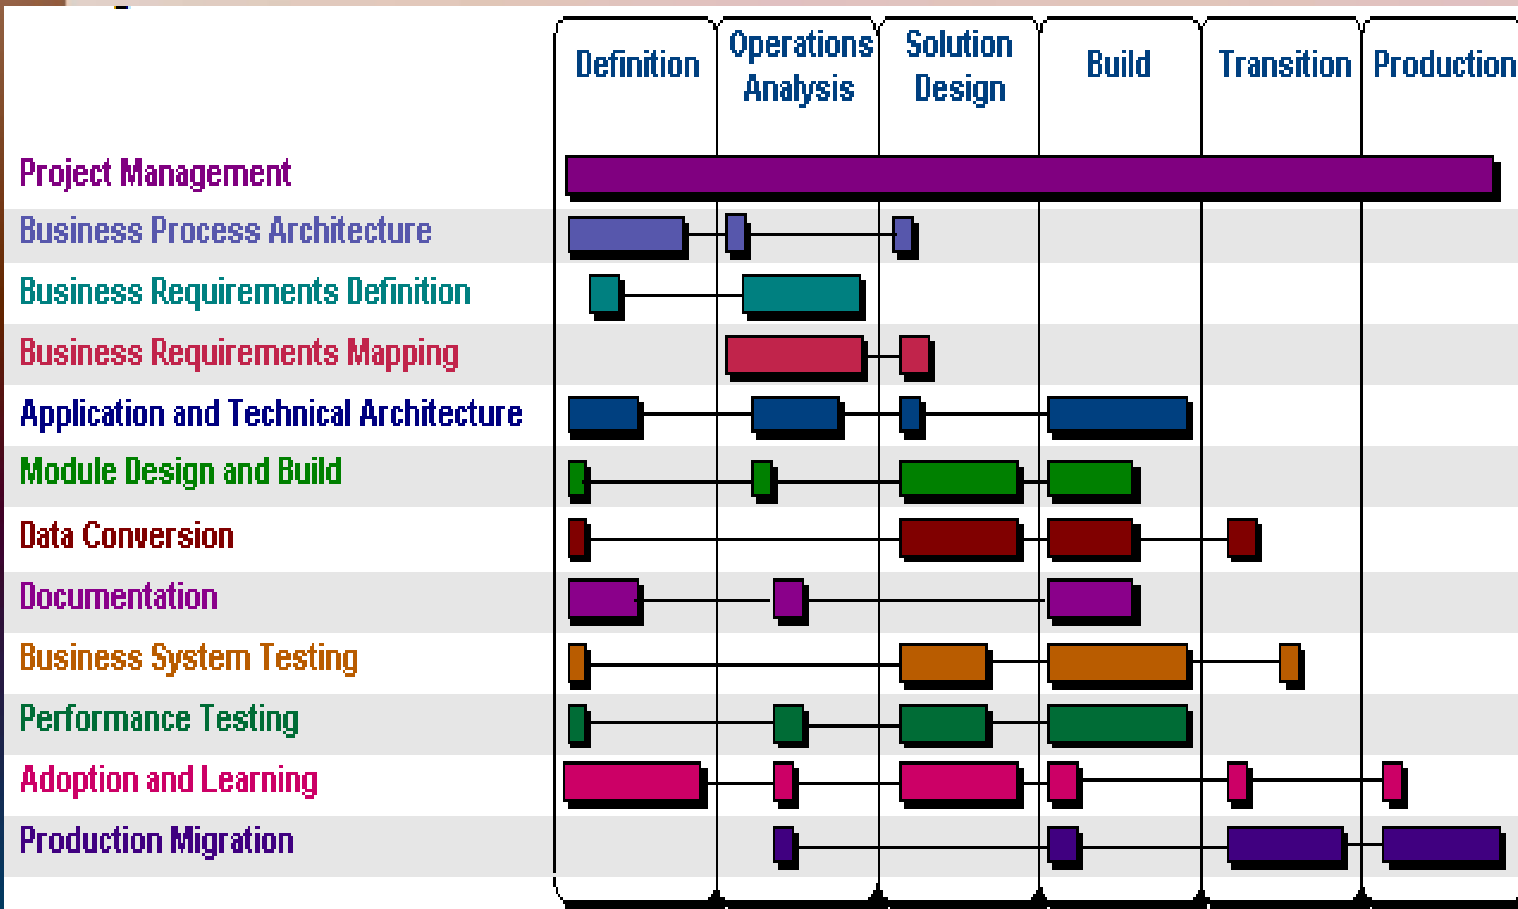 Definition
Operations
Analysis
Solution
Design
Build
Transition
Production
Project Management
Business Process Architecture
Business Requirements Definition
Business Requirements Mapping
Application and Technical Architecture
Module Design and Build
Data Conversion
Documentation
Business System Testing
Performance Testing
Adoption and Learning
Production Migration